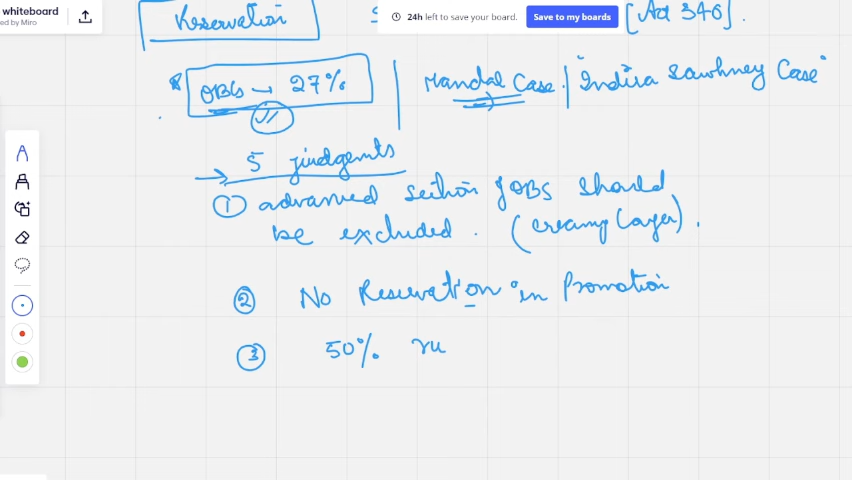 whiteboard
ed by Miro
24h left to save your board.
Save to my boards
Reservation
[Act 340].
OBCs → 27%
Mandal Case. | "Indira Sawhney Case"
→ 5 judgements
① advanced section of OBCs should
be excluded. (creamy layer).
② No Reservation in Promotion
③ 50% ru